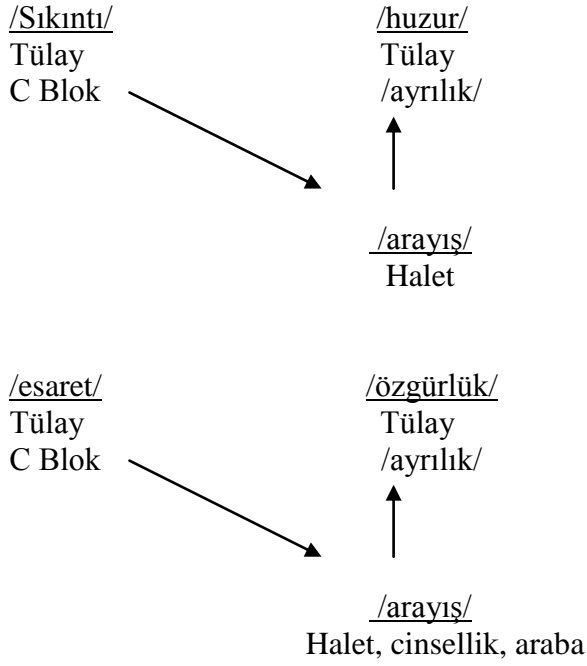 /Sıkıntı/ /huzur/
Tülay Tülay
C Blok /ayrılık/
/arayış/
Halet
/esaret/ /özgürlük/
Tülay Tülay
C Blok /ayrılık/
/arayış/
Halet, cinsellik, araba